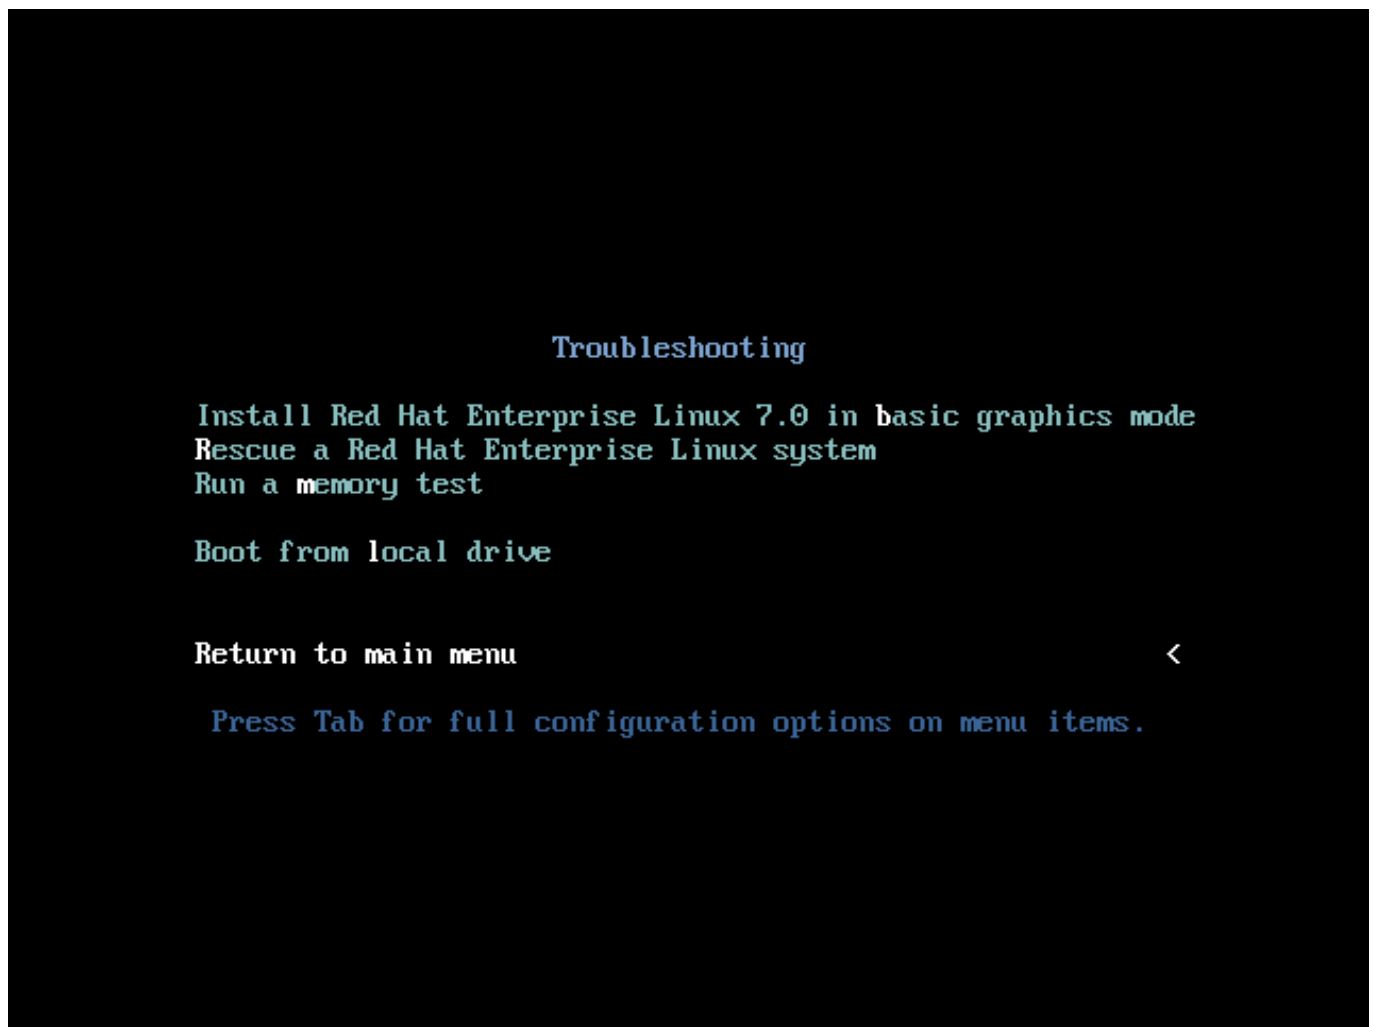 Troubleshooting
Install Red Hat Enterprise Linux 7.0 in basic graphics mode
Rescue a Red Hat Enterprise Linux system
Run a memory test
Boot from local drive
Return to main menu <
Press Tab for full configuration options on menu items.